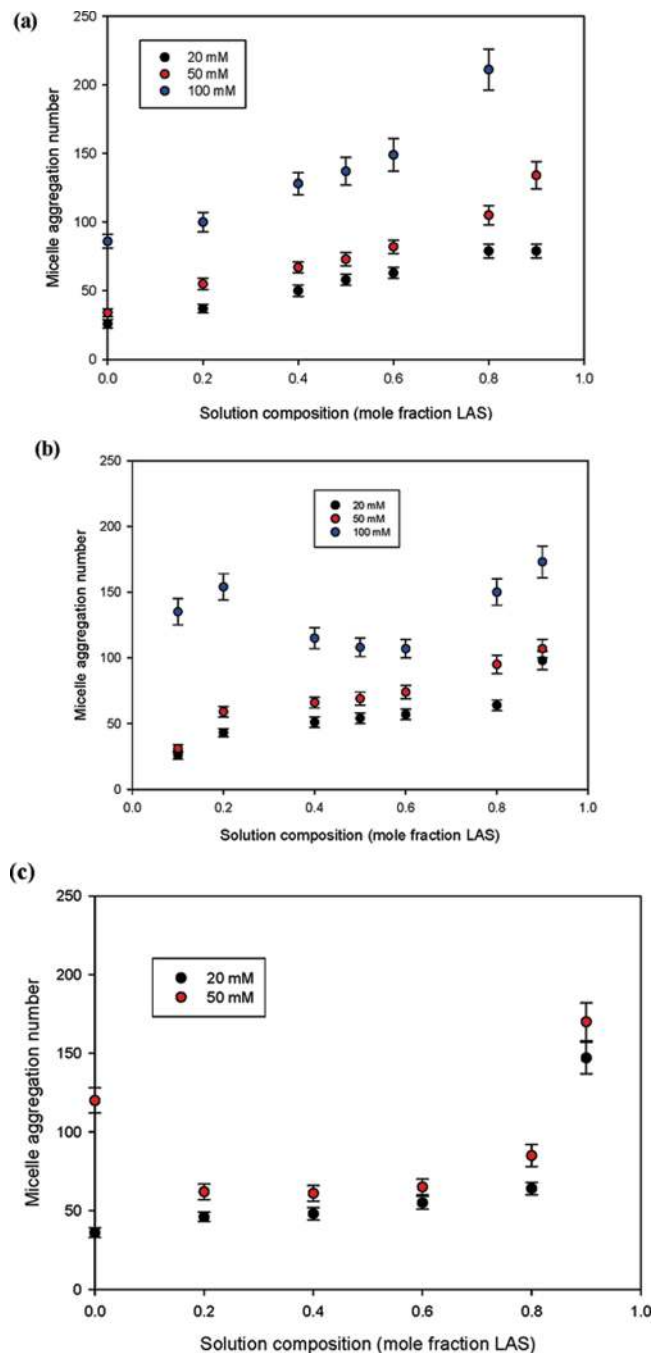 (a)
250
200
150
100
50
0
20 mM
50 mM
100 mM
Micelle aggregation number
0.0 0.2 0.4 0.6 0.8 1.0
Solution composition (mole fraction LAS)
(b)
250
200
150
100
50
0
20 mM
50 mM
100 mM
Micelle aggregation number
0.0 0.2 0.4 0.6 0.8 1.0
Solution composition (mole fraction LAS)
(c)
250
200
150
100
50
0
20 mM
50 mM
Micelle aggregation number
0.0 0.2 0.4 0.6 0.8 1.0
Solution composition (mole fraction LAS)